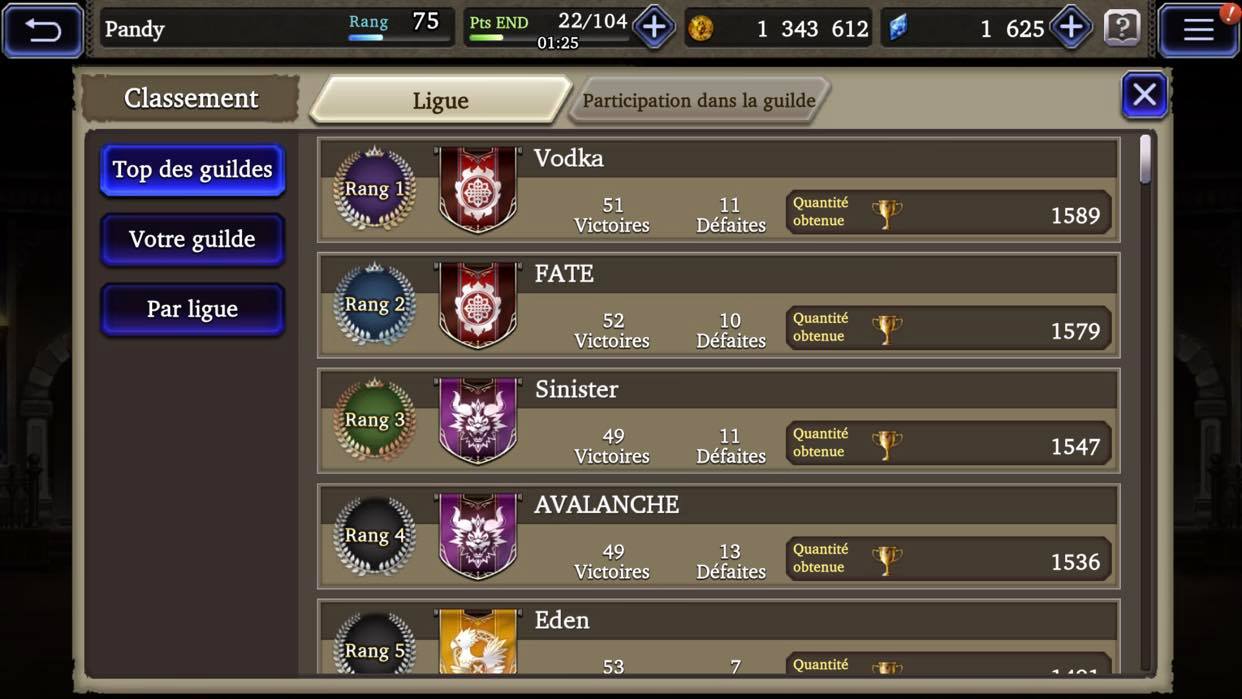 Pandy
Rang 75
Pts END 22/104
01:25
1 343 612
1 625
?
!
Classement
Ligue
Participation dans la guilde
Top des guildes
Votre guilde
Par ligue
Rang 1
Vodka
51 Victoires
11 Défaites
Quantité obtenue
1589
Rang 2
FATE
52 Victoires
10 Défaites
Quantité obtenue
1579
Rang 3
Sinister
49 Victoires
11 Défaites
Quantité obtenue
1547
Rang 4
AVALANCHE
49 Victoires
13 Défaites
Quantité obtenue
1536
Rang 5
Eden
53
7
Quantité